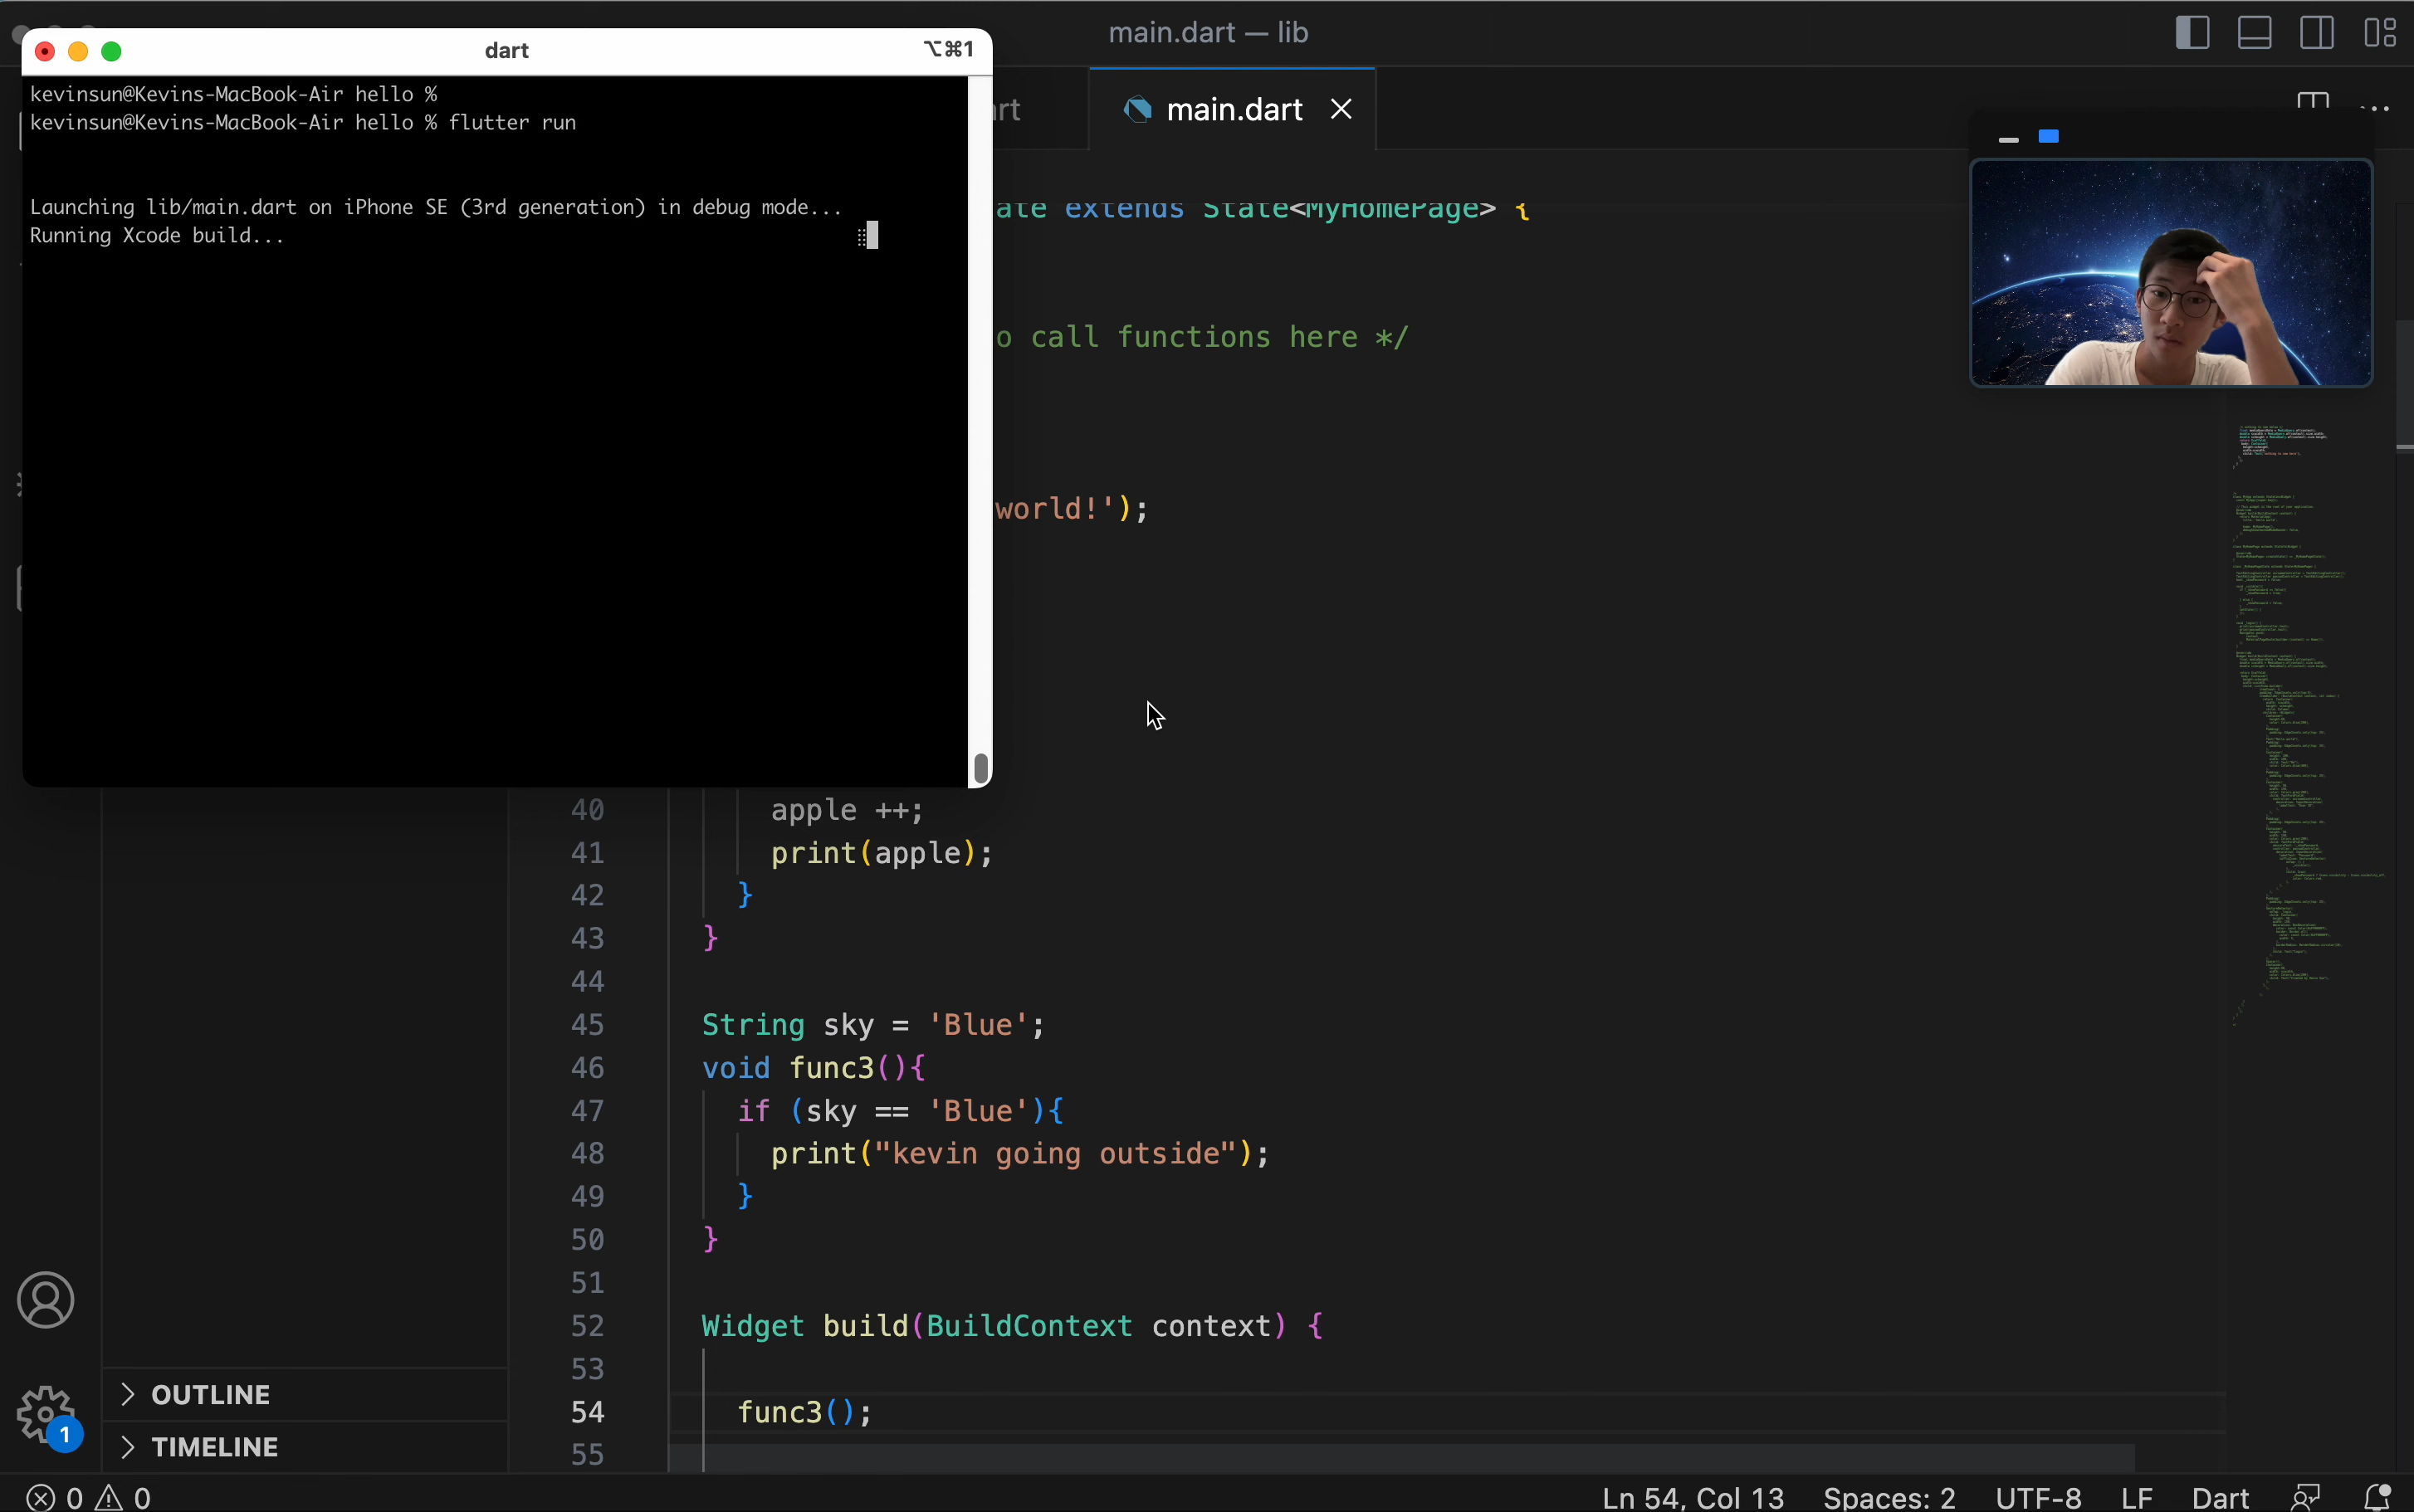 main.dart — lib
dart
⌥⌘1
kevinsun@Kevins-MacBook-Air hello %
kevinsun@Kevins-MacBook-Air hello % flutter run
Launching lib/main.dart on iPhone SE (3rd generation) in debug mode...
Running Xcode build...
rt
main.dart
ate extends State<MyHomePage> {
o call functions here */
world!');
40 apple ++;
41 print(apple);
42 }
43 }
44
45 String sky = 'Blue';
46 void func3(){
47 if (sky == 'Blue'){
48 print("kevin going outside");
49 }
50 }
51
52 Widget build(BuildContext context) {
53
54 func3();
55
1
OUTLINE
TIMELINE
0 0
Ln 54, Col 13 Spaces: 2 UTF-8 LF Dart